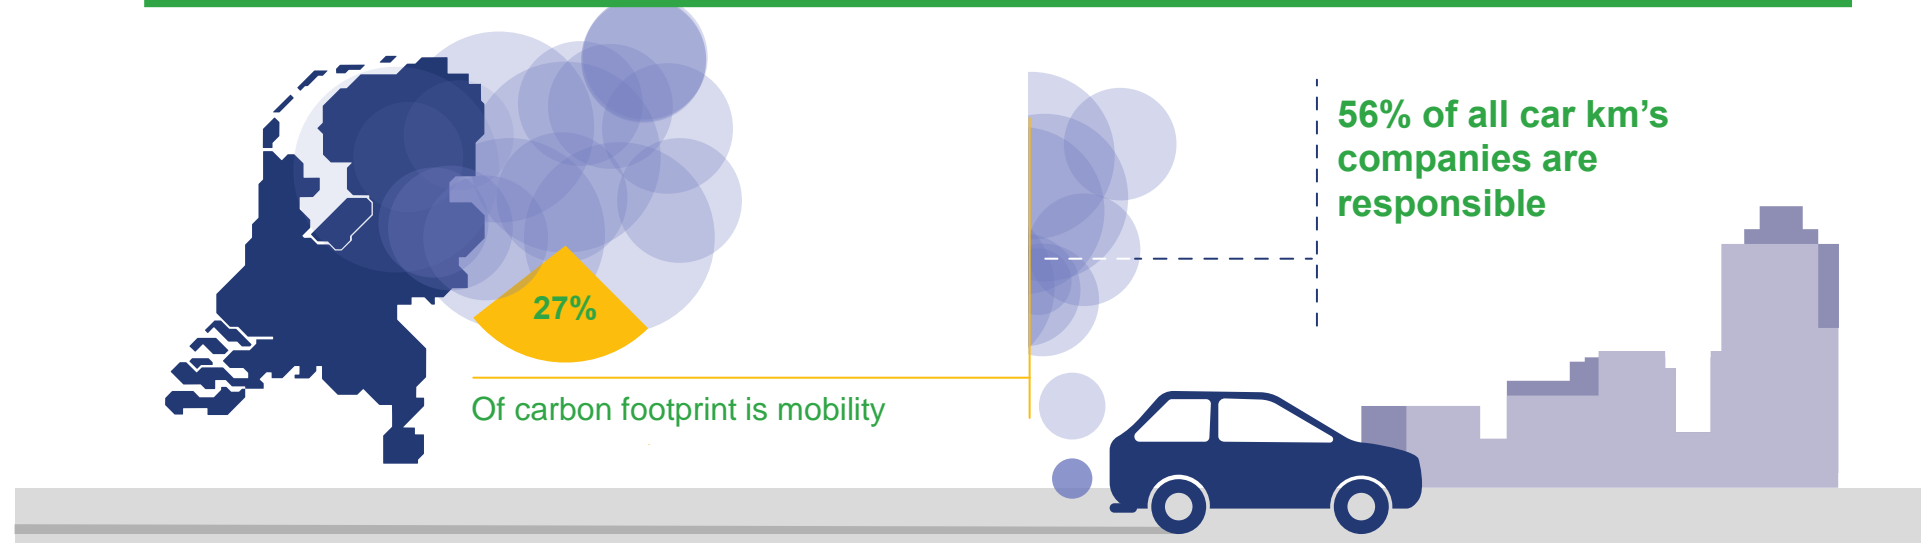 27%
Of carbon footprint is mobility
56% of all car km’s
companies are
responsible